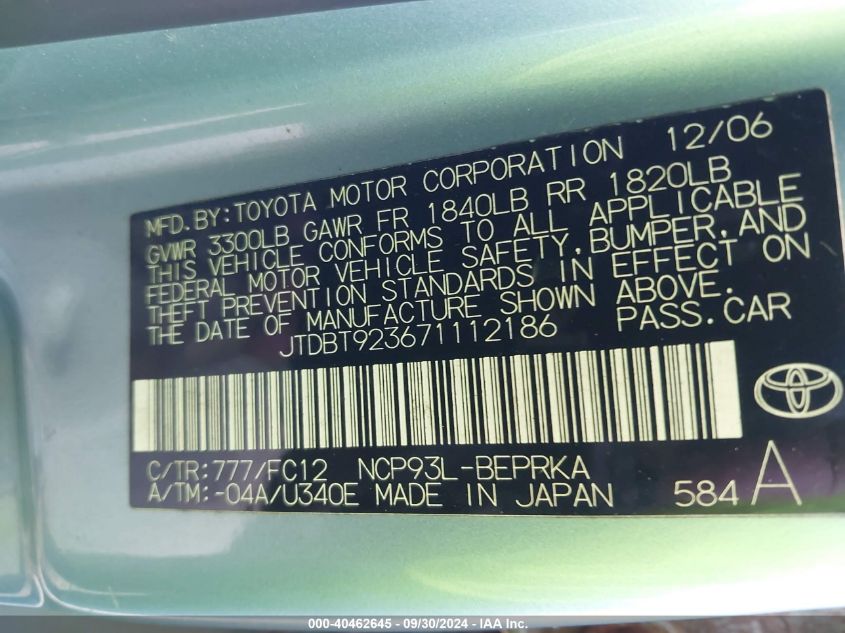 MFD.BY:TOYOTA MOTOR CORPORATION 12/06
GVWR 3300LB GAWR FR 1840LB RR 1820LB
THIS VEHICLE CONFORMS TO ALL APPLICABLE
FEDERAL MOTOR VEHICLE SAFETY,BUMPER,AND
THEFT PREVENTION STANDARDS IN EFFECT ON
THE DATE OF MANUFACTURE SHOWN ABOVE.
JTDBT923671112186 PASS.CAR
C/TR:777/FC12 NCP93L-BEPRKA
A/TM:-04A/U340E MADE IN JAPAN 584 A
000-40462645 - 09/30/2024 - IAA Inc.